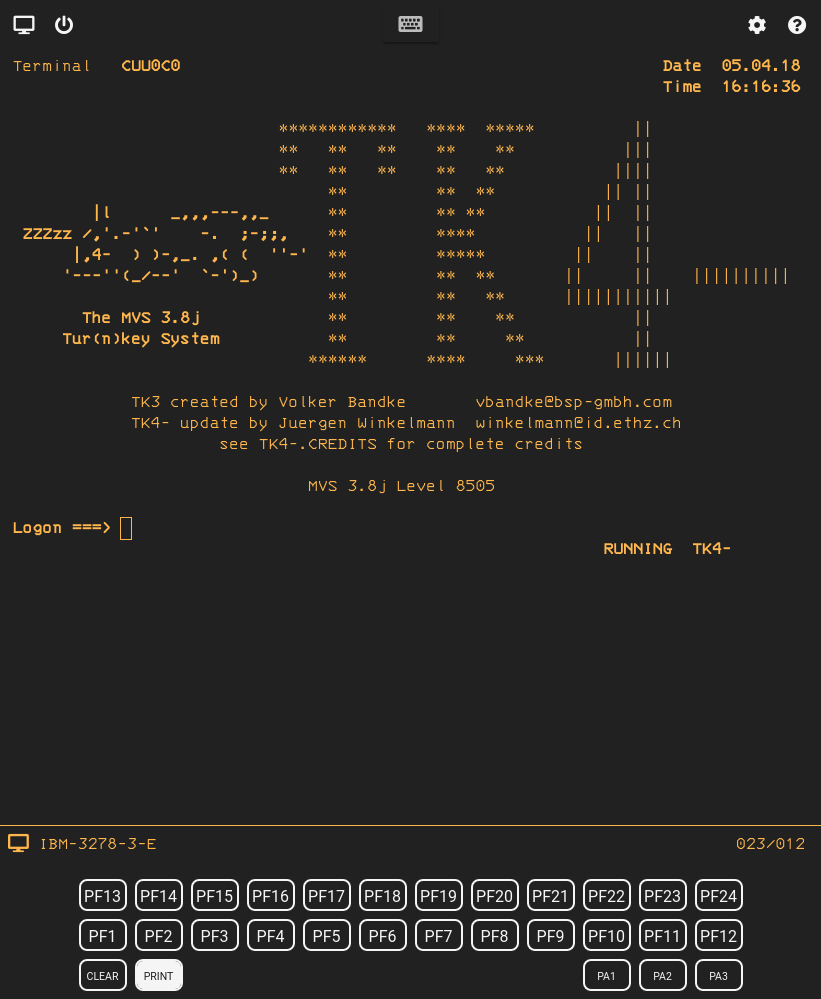 Terminal   CUU0C0                                                 Date  05.04.18
                                                                  Time  16:16:36

                           ************   ****  *****          ||
                           **   **   **    **    **           |||
                           **   **   **    **   **           ||||
                                **         **  **           || ||
        |l      _,,,---,,_      **         ** **           ||  ||
 ZZZzz /,'.-'`'    -.  ;-;;,    **         ****           ||   ||
      |,4-  ) )-,_. ,( (  ''-'  **         *****         ||    ||
     '---''(_/--'  `-')_)       **         **  **       ||     ||    ||||||||||
                                **         **   **      |||||||||||
       The MVS 3.8j             **         **    **            ||
     Tur(n)key System           **         **     **           ||
                              ******      ****     ***       ||||||

            TK3 created by Volker Bandke       vbandke@bsp-gmbh.com
            TK4- update by Juergen Winkelmann  winkelmann@id.ethz.ch
                     see TK4-.CREDITS for complete credits

                              MVS 3.8j Level 8505

Logon ===>
                                                            RUNNING  TK4-
IBM-3278-3-E 023/012
PF13 PF14 PF15 PF16 PF17 PF18 PF19 PF20 PF21 PF22 PF23 PF24
PF1 PF2 PF3 PF4 PF5 PF6 PF7 PF8 PF9 PF10 PF11 PF12
CLEAR PRINT PA1 PA2 PA3